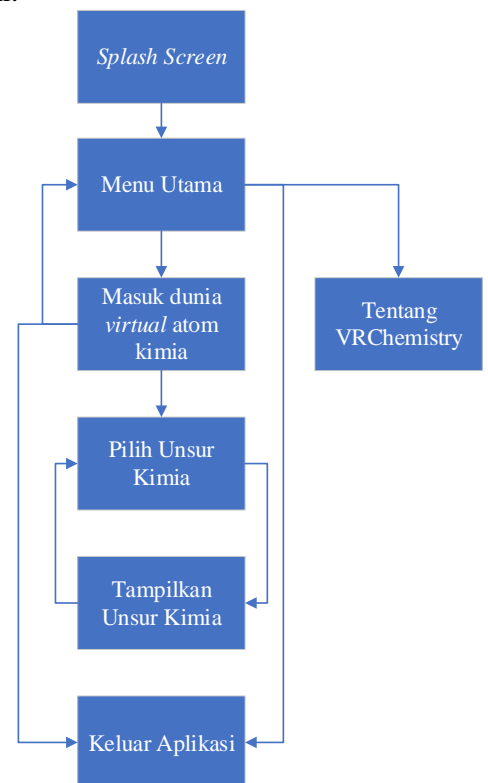 Splash Screen
Menu Utama
Masuk dunia
virtual atom
kimia
Tentang
VRChemistry
Pilih Unsur
Kimia
Tampilkan
Unsur Kimia
Keluar Aplikasi